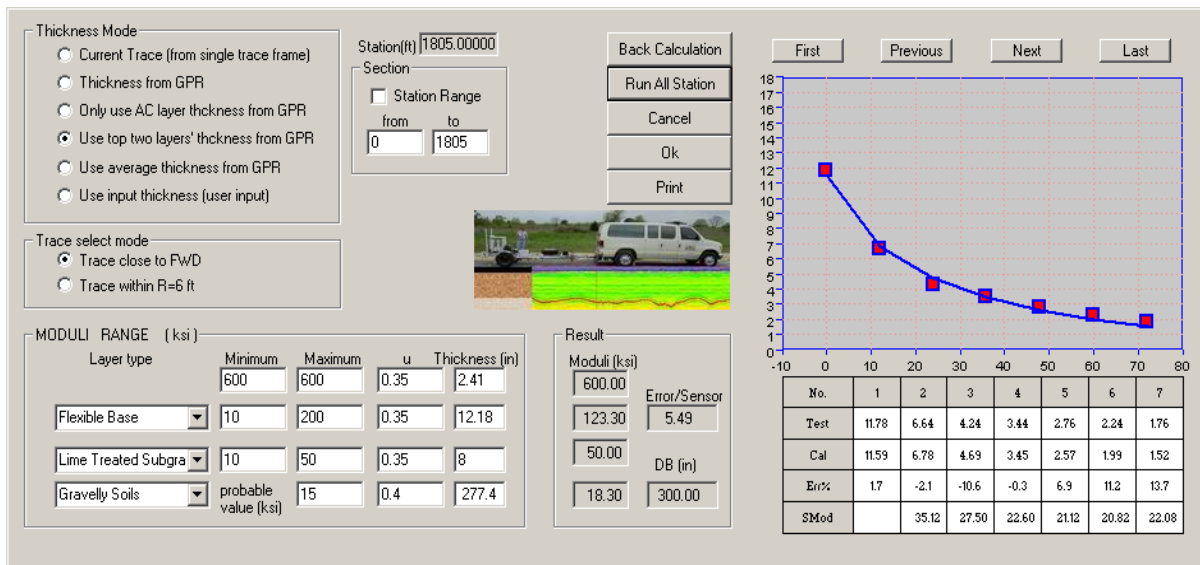 Thickness Mode
Current Trace (from single trace frame)
Thickness from GPR
Only use AC layer thckness from GPR
Use top two layers' thckness from GPR
Use average thickness from GPR
Use input thickness (user input)
Trace select mode
Trace close to FWD
Trace within R=6 ft
Station(ft) 1805.00000
Section
Station Range
from to
0 1805
Back Calculation
Run All Station
Cancel
Ok
Print
MODULI RANGE (ksi)
Layer type Minimum Maximum u Thickness (in)
600 600 0.35 2.41
Flexible Base 10 200 0.35 12.18
Lime Treated Subgra 10 50 0.35 8
Gravelly Soils probable value (ksi) 15 0.4 277.4
Result
Moduli (ksi)
600.00
Error/Sensor
123.30 5.49
50.00
DB (in)
18.30 300.00
First Previous Next Last
18
17
16
15
14
13
12
11
10
9
8
7
6
5
4
3
2
1
0
-10 0 10 20 30 40 50 60 70 80
No. 1 2 3 4 5 6 7
Test 11.78 6.64 4.24 3.44 2.76 2.24 1.76
Cal 11.59 6.78 4.69 3.45 2.57 1.99 1.52
Err% 1.7 -2.1 -10.6 -0.3 6.9 11.2 13.7
SMod 35.12 27.50 22.60 21.12 20.82 22.08